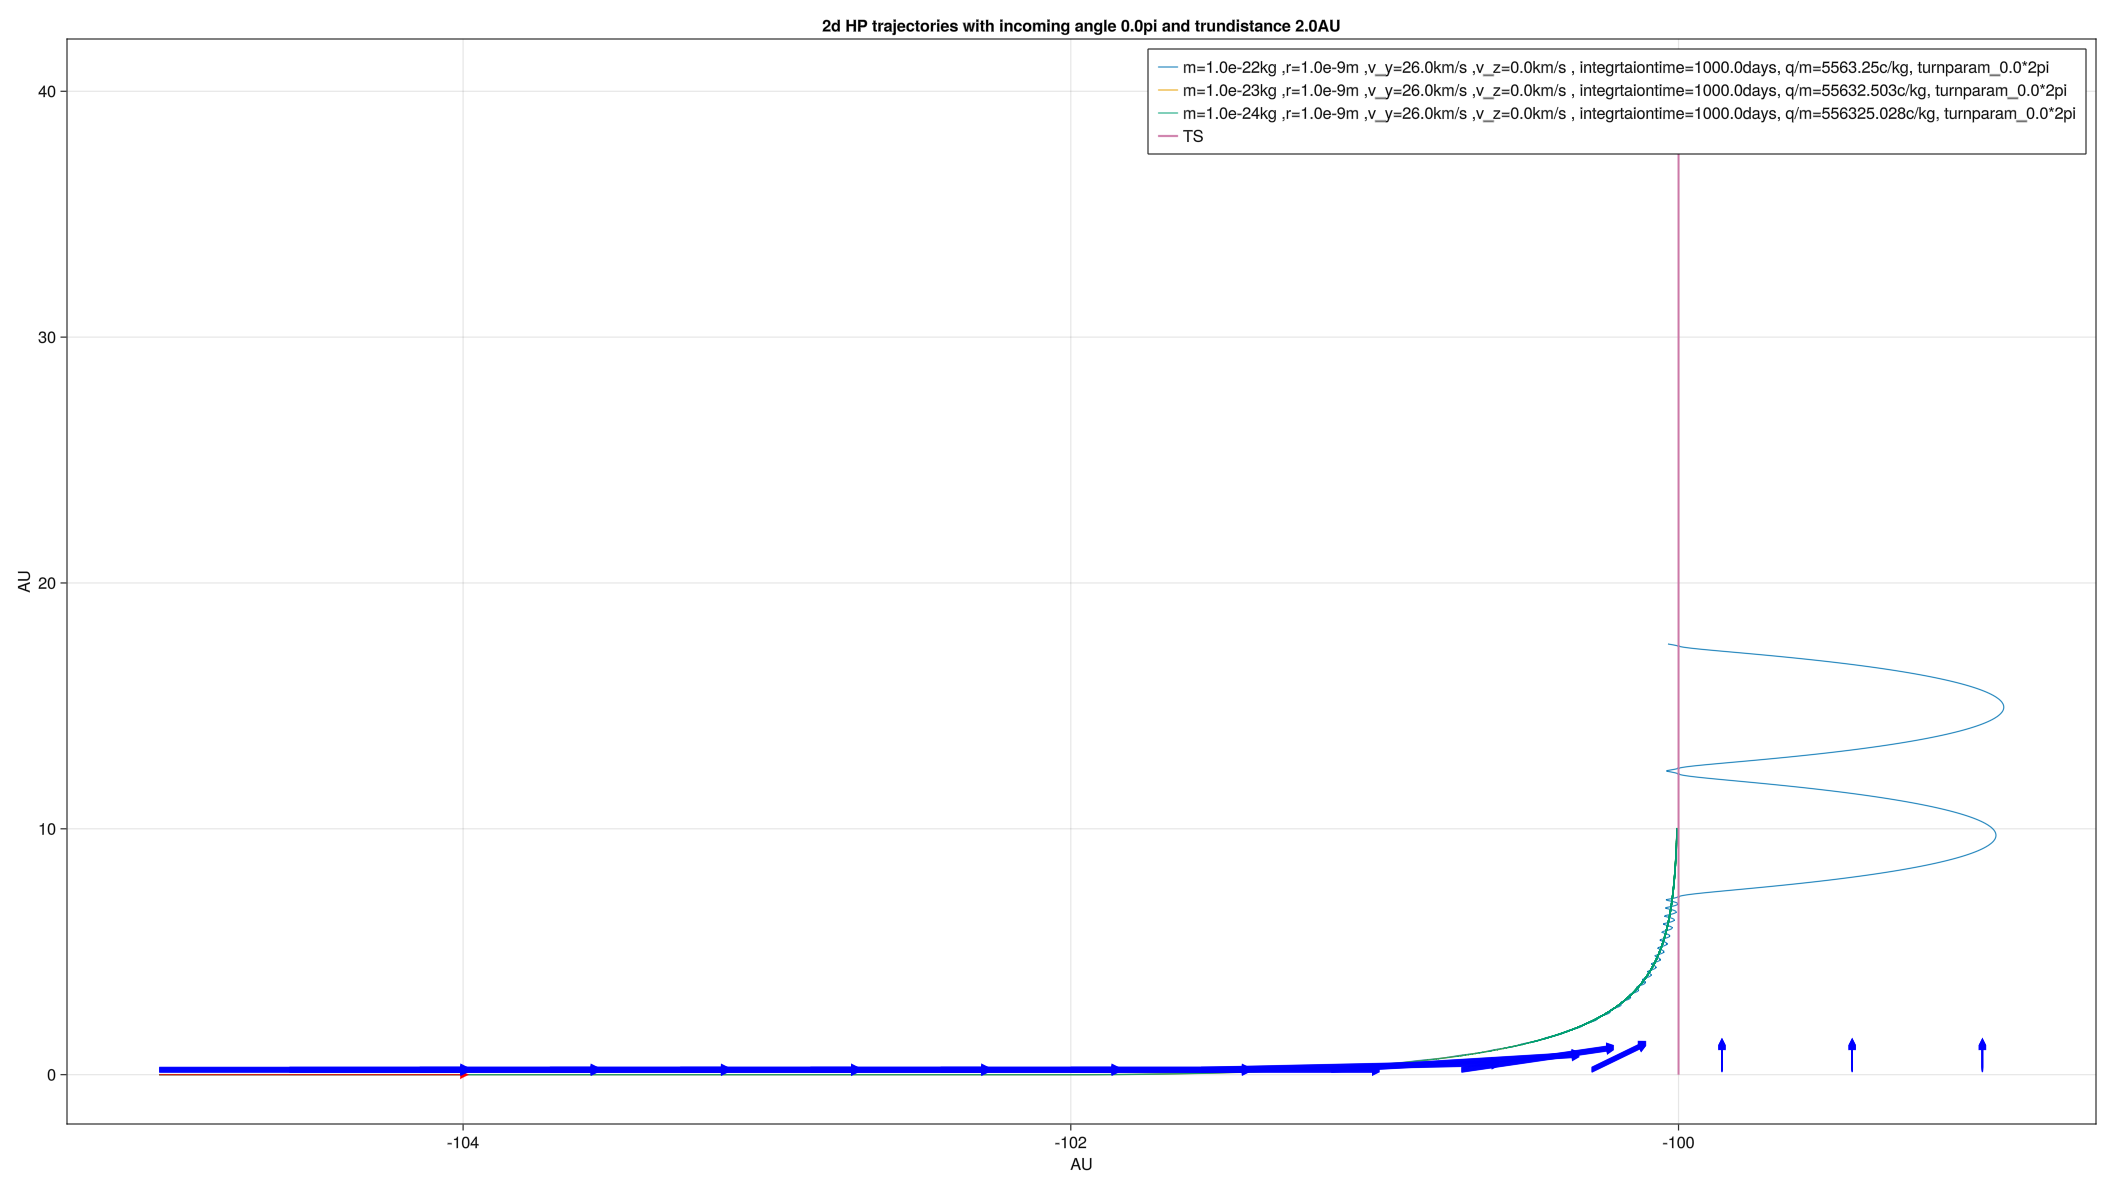 2d HP trajectories with incoming angle 0.0pi and trundistance 2.0AU
m=1.0e-22kg ,r=1.0e-9m ,v_y=26.0km/s ,v_z=0.0km/s , integrtaiontime=1000.0days, q/m=5563.25c/kg, turnparam_0.0*2pi
m=1.0e-23kg ,r=1.0e-9m ,v_y=26.0km/s ,v_z=0.0km/s , integrtaiontime=1000.0days, q/m=55632.503c/kg, turnparam_0.0*2pi
m=1.0e-24kg ,r=1.0e-9m ,v_y=26.0km/s ,v_z=0.0km/s , integrtaiontime=1000.0days, q/m=556325.028c/kg, turnparam_0.0*2pi
TS
40
30
20
10
0
AU
-104
-102
-100
AU